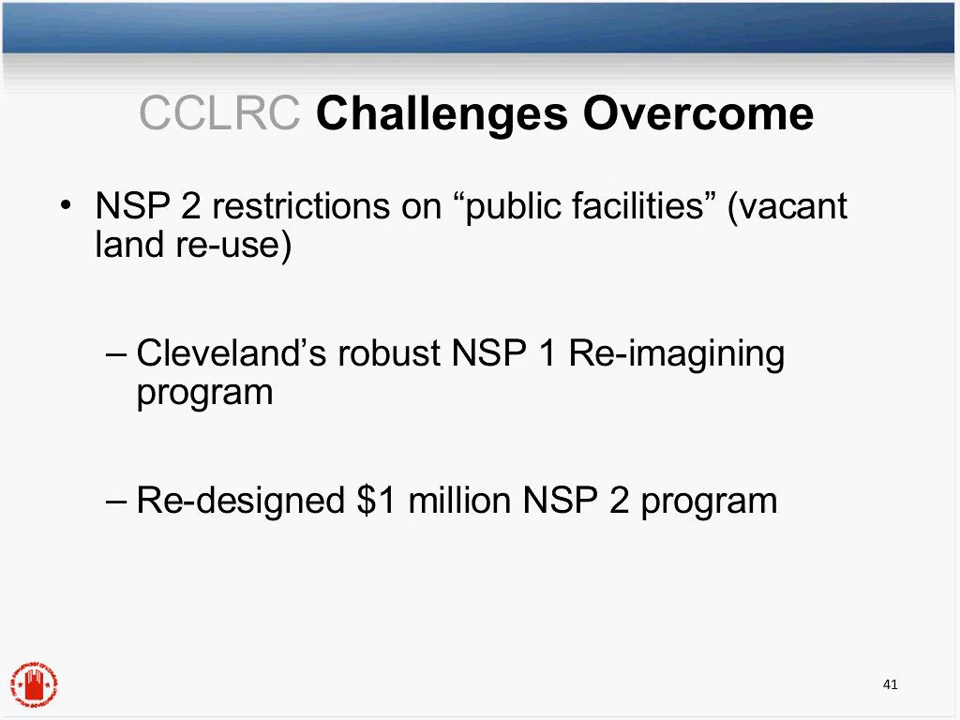 CCLRC Challenges Overcome
• NSP 2 restrictions on “public facilities” (vacant
land re-use)
– Cleveland’s robust NSP 1 Re-imagining
program
– Re-designed $1 million NSP 2 program
41